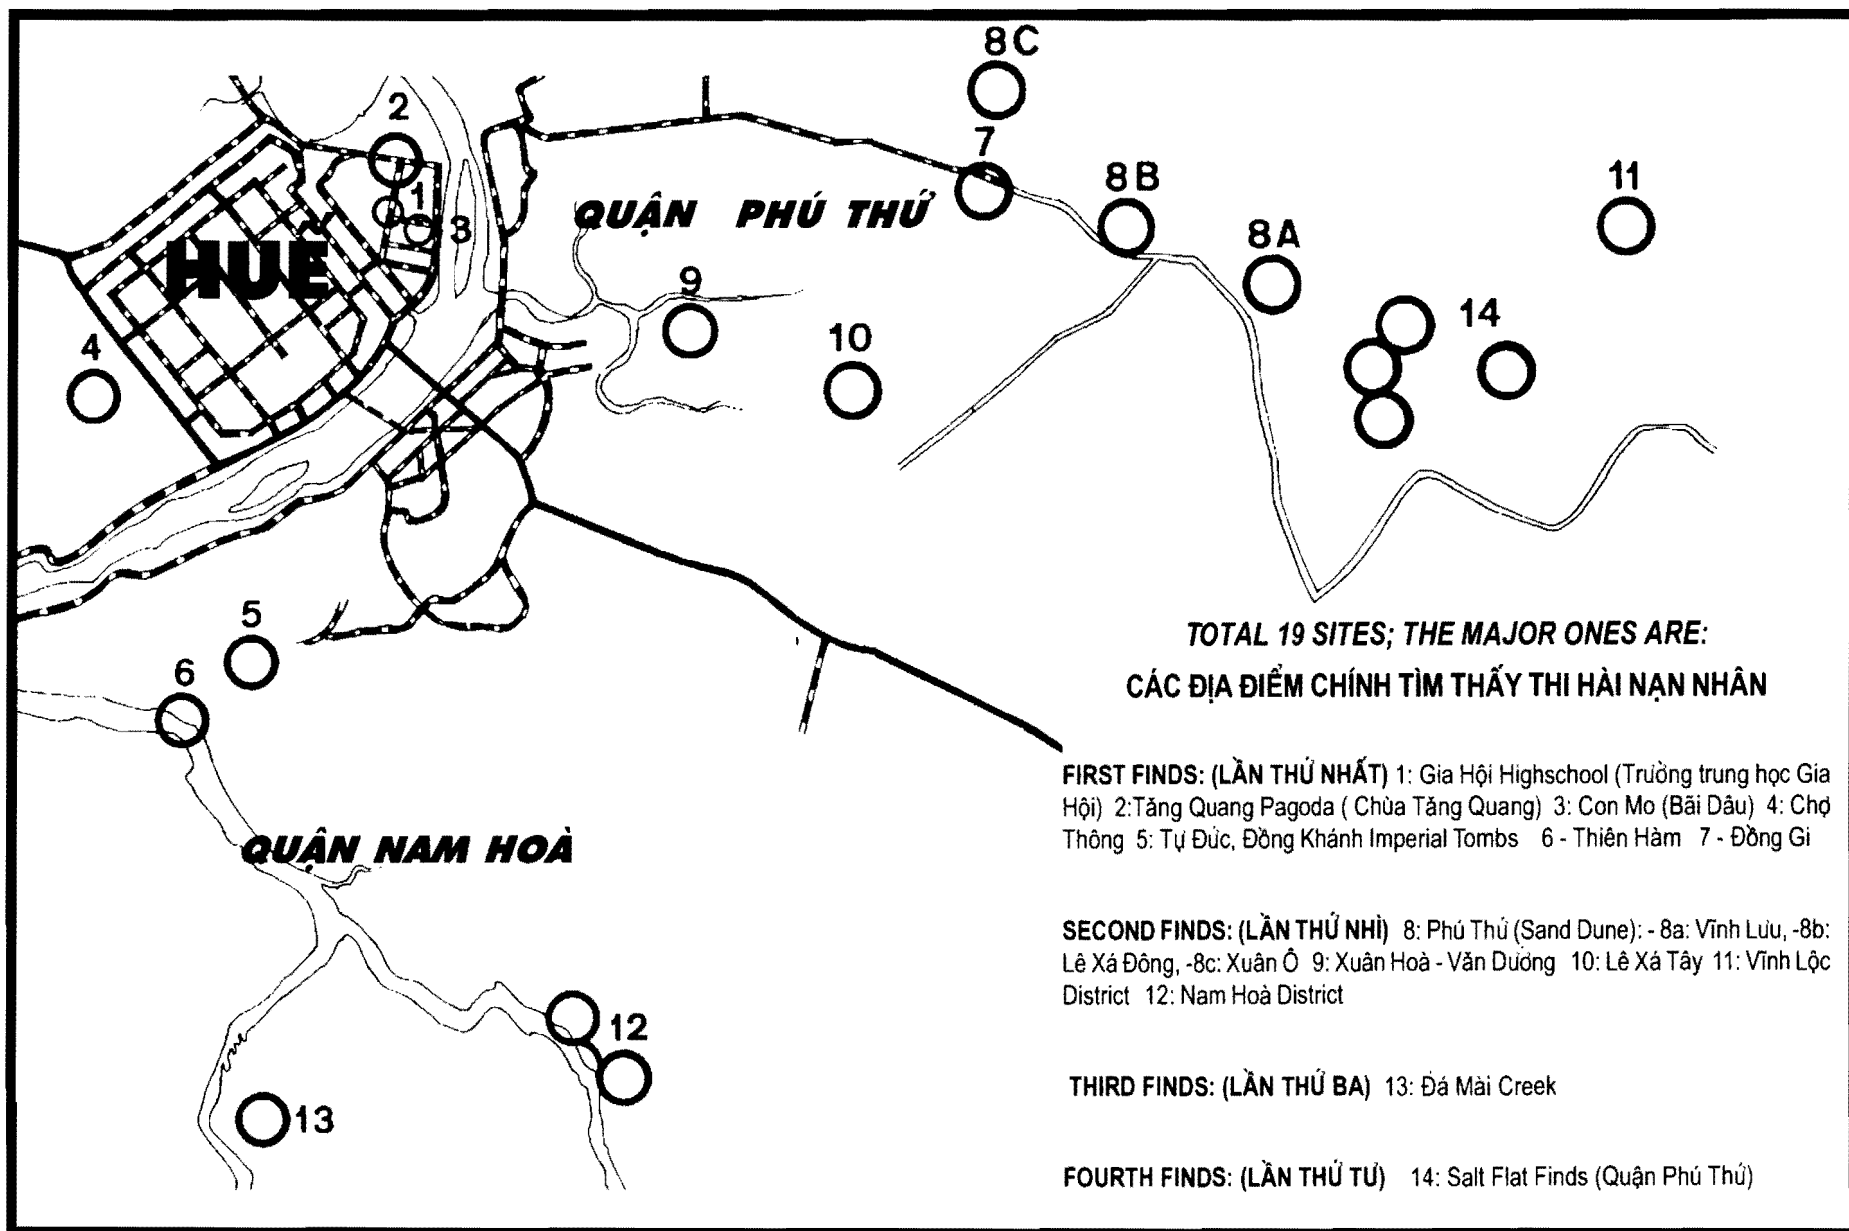 8C
2
7
1
8B
11
QUẬN PHÚ THỨ
3
8A
HUẾ
9
14
10
4
TOTAL 19 SITES; THE MAJOR ONES ARE:
5
6
CÁC ĐỊA ĐIỂM CHÍNH TÌM THẤY THI HÀI NẠN NHÂN
FIRST FINDS: (LẦN THỨ NHẤT) 1: Gia Hội Highschool (Trường trung học Gia
Hội) 2:Tăng Quang Pagoda ( Chùa Tăng Quang) 3: Con Mo (Bãi Dâu) 4: Chợ
Thông 5: Tự Đức, Đồng Khánh Imperial Tombs 6 - Thiên Hàm 7 - Đồng Gi
QUẬN NAM HOÀ
SECOND FINDS: (LẦN THỨ NHÌ) 8: Phú Thứ (Sand Dune): - 8a: Vĩnh Lưu, -8b:
Lê Xá Đông, -8c: Xuân Ô 9: Xuân Hoà - Văn Dương 10: Lê Xá Tây 11: Vĩnh Lộc
District 12: Nam Hoà District
12
THIRD FINDS: (LẦN THỨ BA) 13: Đá Mài Creek
13
FOURTH FINDS: (LẦN THỨ TƯ) 14: Salt Flat Finds (Quận Phú Thứ)